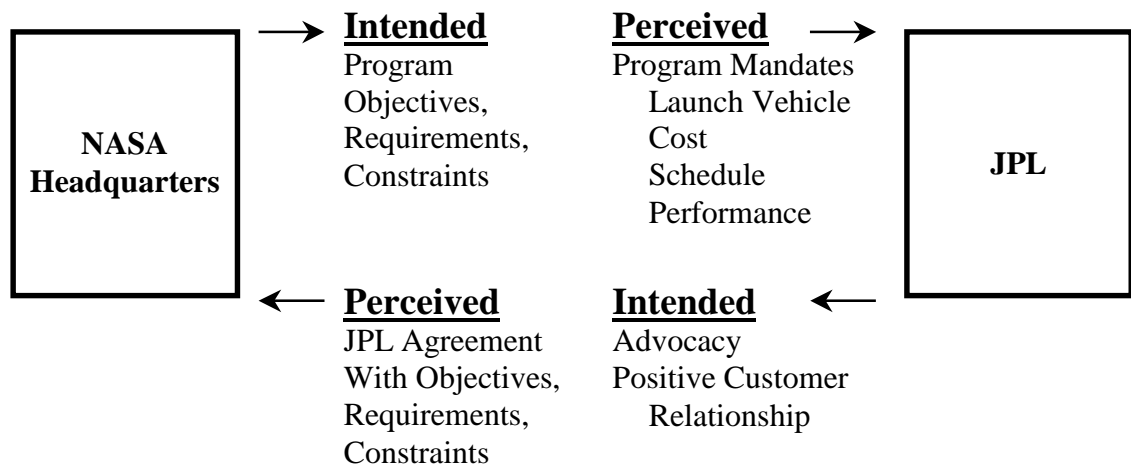 NASA
Headquarters
Intended
Program
Objectives,
Requirements,
Constraints
Perceived
Program Mandates
Launch Vehicle
Cost
Schedule
Performance
JPL
Perceived
JPL Agreement
With Objectives,
Requirements,
Constraints
Intended
Advocacy
Positive Customer
Relationship